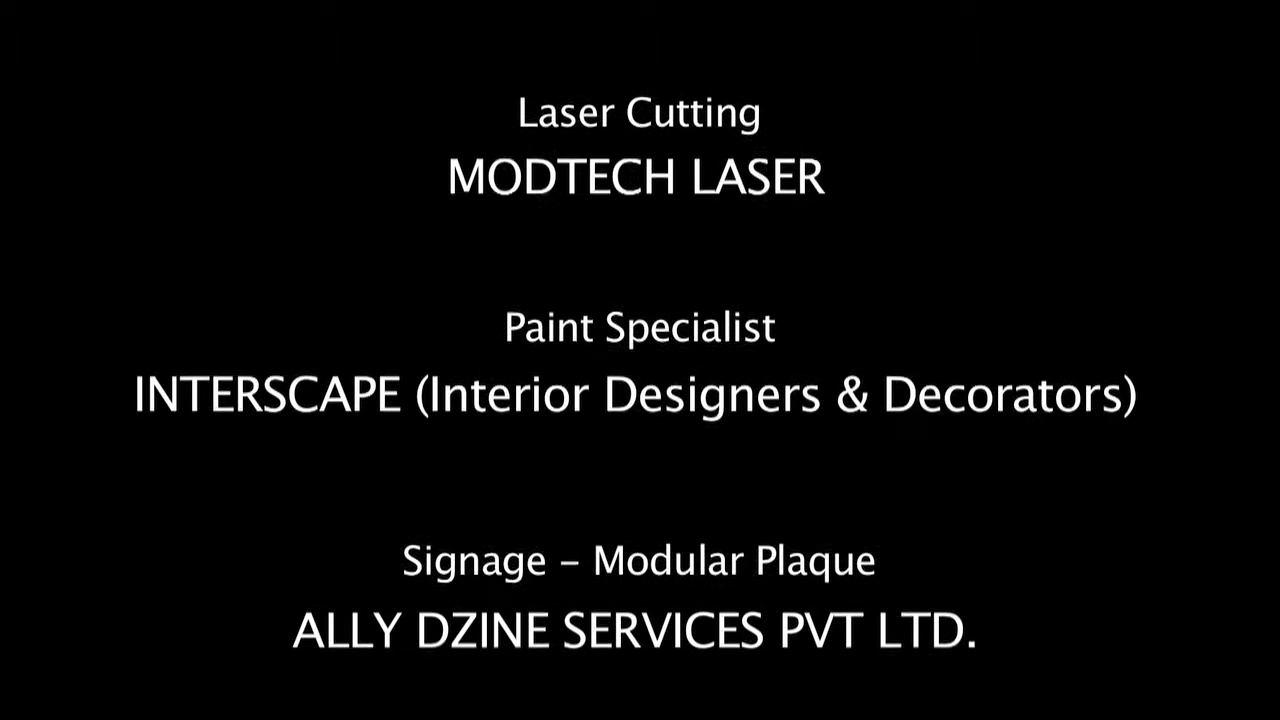 Laser Cutting
MODTECH LASER
Paint Specialist
INTERSCAPE (Interior Designers & Decorators)
Signage – Modular Plaque
ALLY DZINE SERVICES PVT LTD.